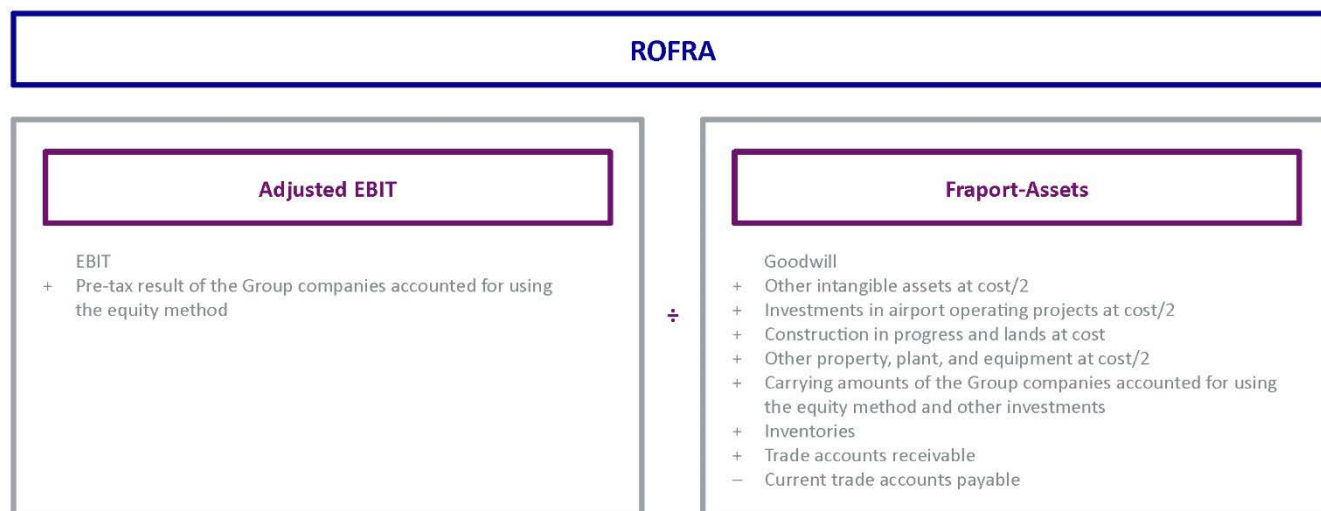 ROFRA
Adjusted EBIT
EBIT
+ Pre-tax result of the Group companies accounted for using
the equity method
÷
Fraport-Assets
Goodwill
+ Other intangible assets at cost/2
+ Investments in airport operating projects at cost/2
+ Construction in progress and lands at cost
+ Other property, plant, and equipment at cost/2
+ Carrying amounts of the Group companies accounted for using
the equity method and other investments
+ Inventories
+ Trade accounts receivable
– Current trade accounts payable